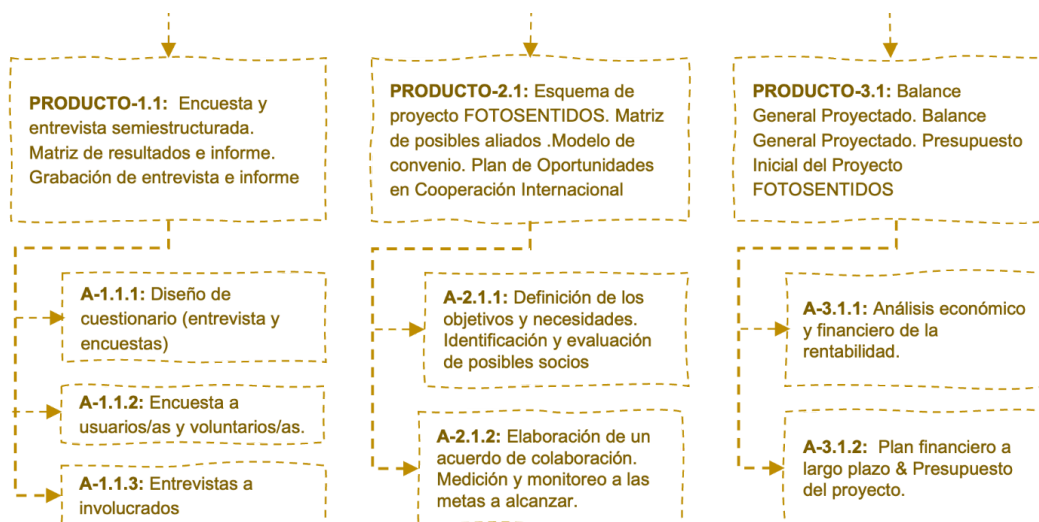 PRODUCTO-1.1: Encuesta y
entrevista semiestructurada.
Matriz de resultados e informe.
Grabación de entrevista e informe
A-1.1.1: Diseño de
cuestionario (entrevista y
encuestas)
A-1.1.2: Encuesta a
usuarios/as y voluntarios/as.
A-1.1.3: Entrevistas a
involucrados
PRODUCTO-2.1: Esquema de
proyecto FOTOSENTIDOS. Matriz
de posibles aliados .Modelo de
convenio. Plan de Oportunidades
en Cooperación Internacional
A-2.1.1: Definición de los
objetivos y necesidades.
Identificación y evaluación
de posibles socios
A-2.1.2: Elaboración de un
acuerdo de colaboración.
Medición y monitoreo a las
metas a alcanzar.
PRODUCTO-3.1: Balance
General Proyectado. Balance
General Proyectado. Presupuesto
Inicial del Proyecto
FOTOSENTIDOS
A-3.1.1: Análisis económico
y financiero de la
rentabilidad.
A-3.1.2: Plan financiero a
largo plazo & Presupuesto
del proyecto.